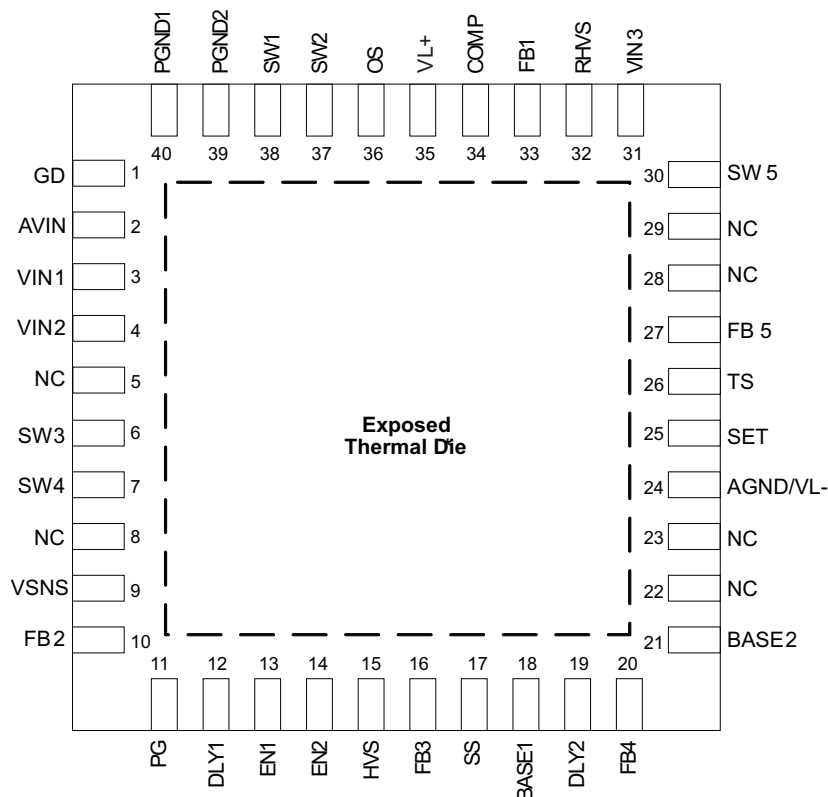 PGND1
PGND2
SW1
SW2
OS
VL+
COMP
FB1
RHVS
VIN3
40
39
38
37
36
35
34
33
32
31
GD 1
AVIN 2
VIN1 3
VIN2 4
NC 5
SW3 6
SW4 7
NC 8
VSNS 9
FB2 10
30 SW 5
29 NC
28 NC
27 FB 5
26 TS
25 SET
24 AGND/VL-
23 NC
22 NC
21 BASE2
Exposed
Thermal Die*
11
12
13
14
15
16
17
18
19
20
PG
DLY1
EN1
EN2
HVS
FB3
SS
BASE1
DLY2
FB4